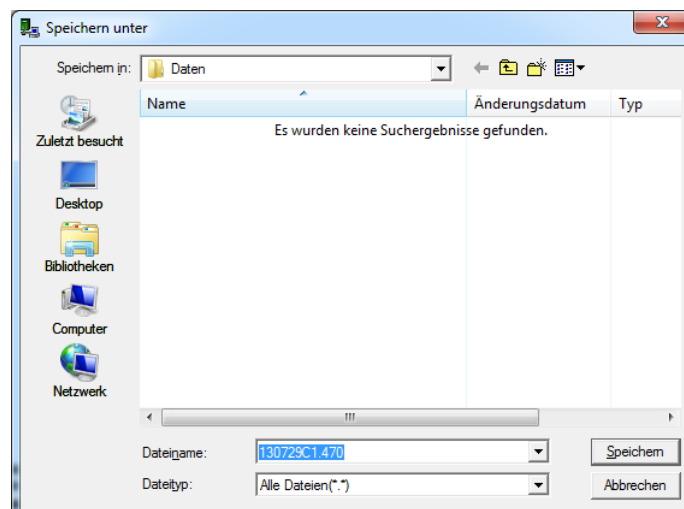 Speichern unter
Speichern in:
Daten
Name
Änderungsdatum
Typ
Es wurden keine Suchergebnisse gefunden.
Zuletzt besucht
Desktop
Bibliotheken
Computer
Netzwerk
Dateiname:
130729C1.470
Speichern
Dateityp:
Alle Dateien(*.*)
Abbrechen